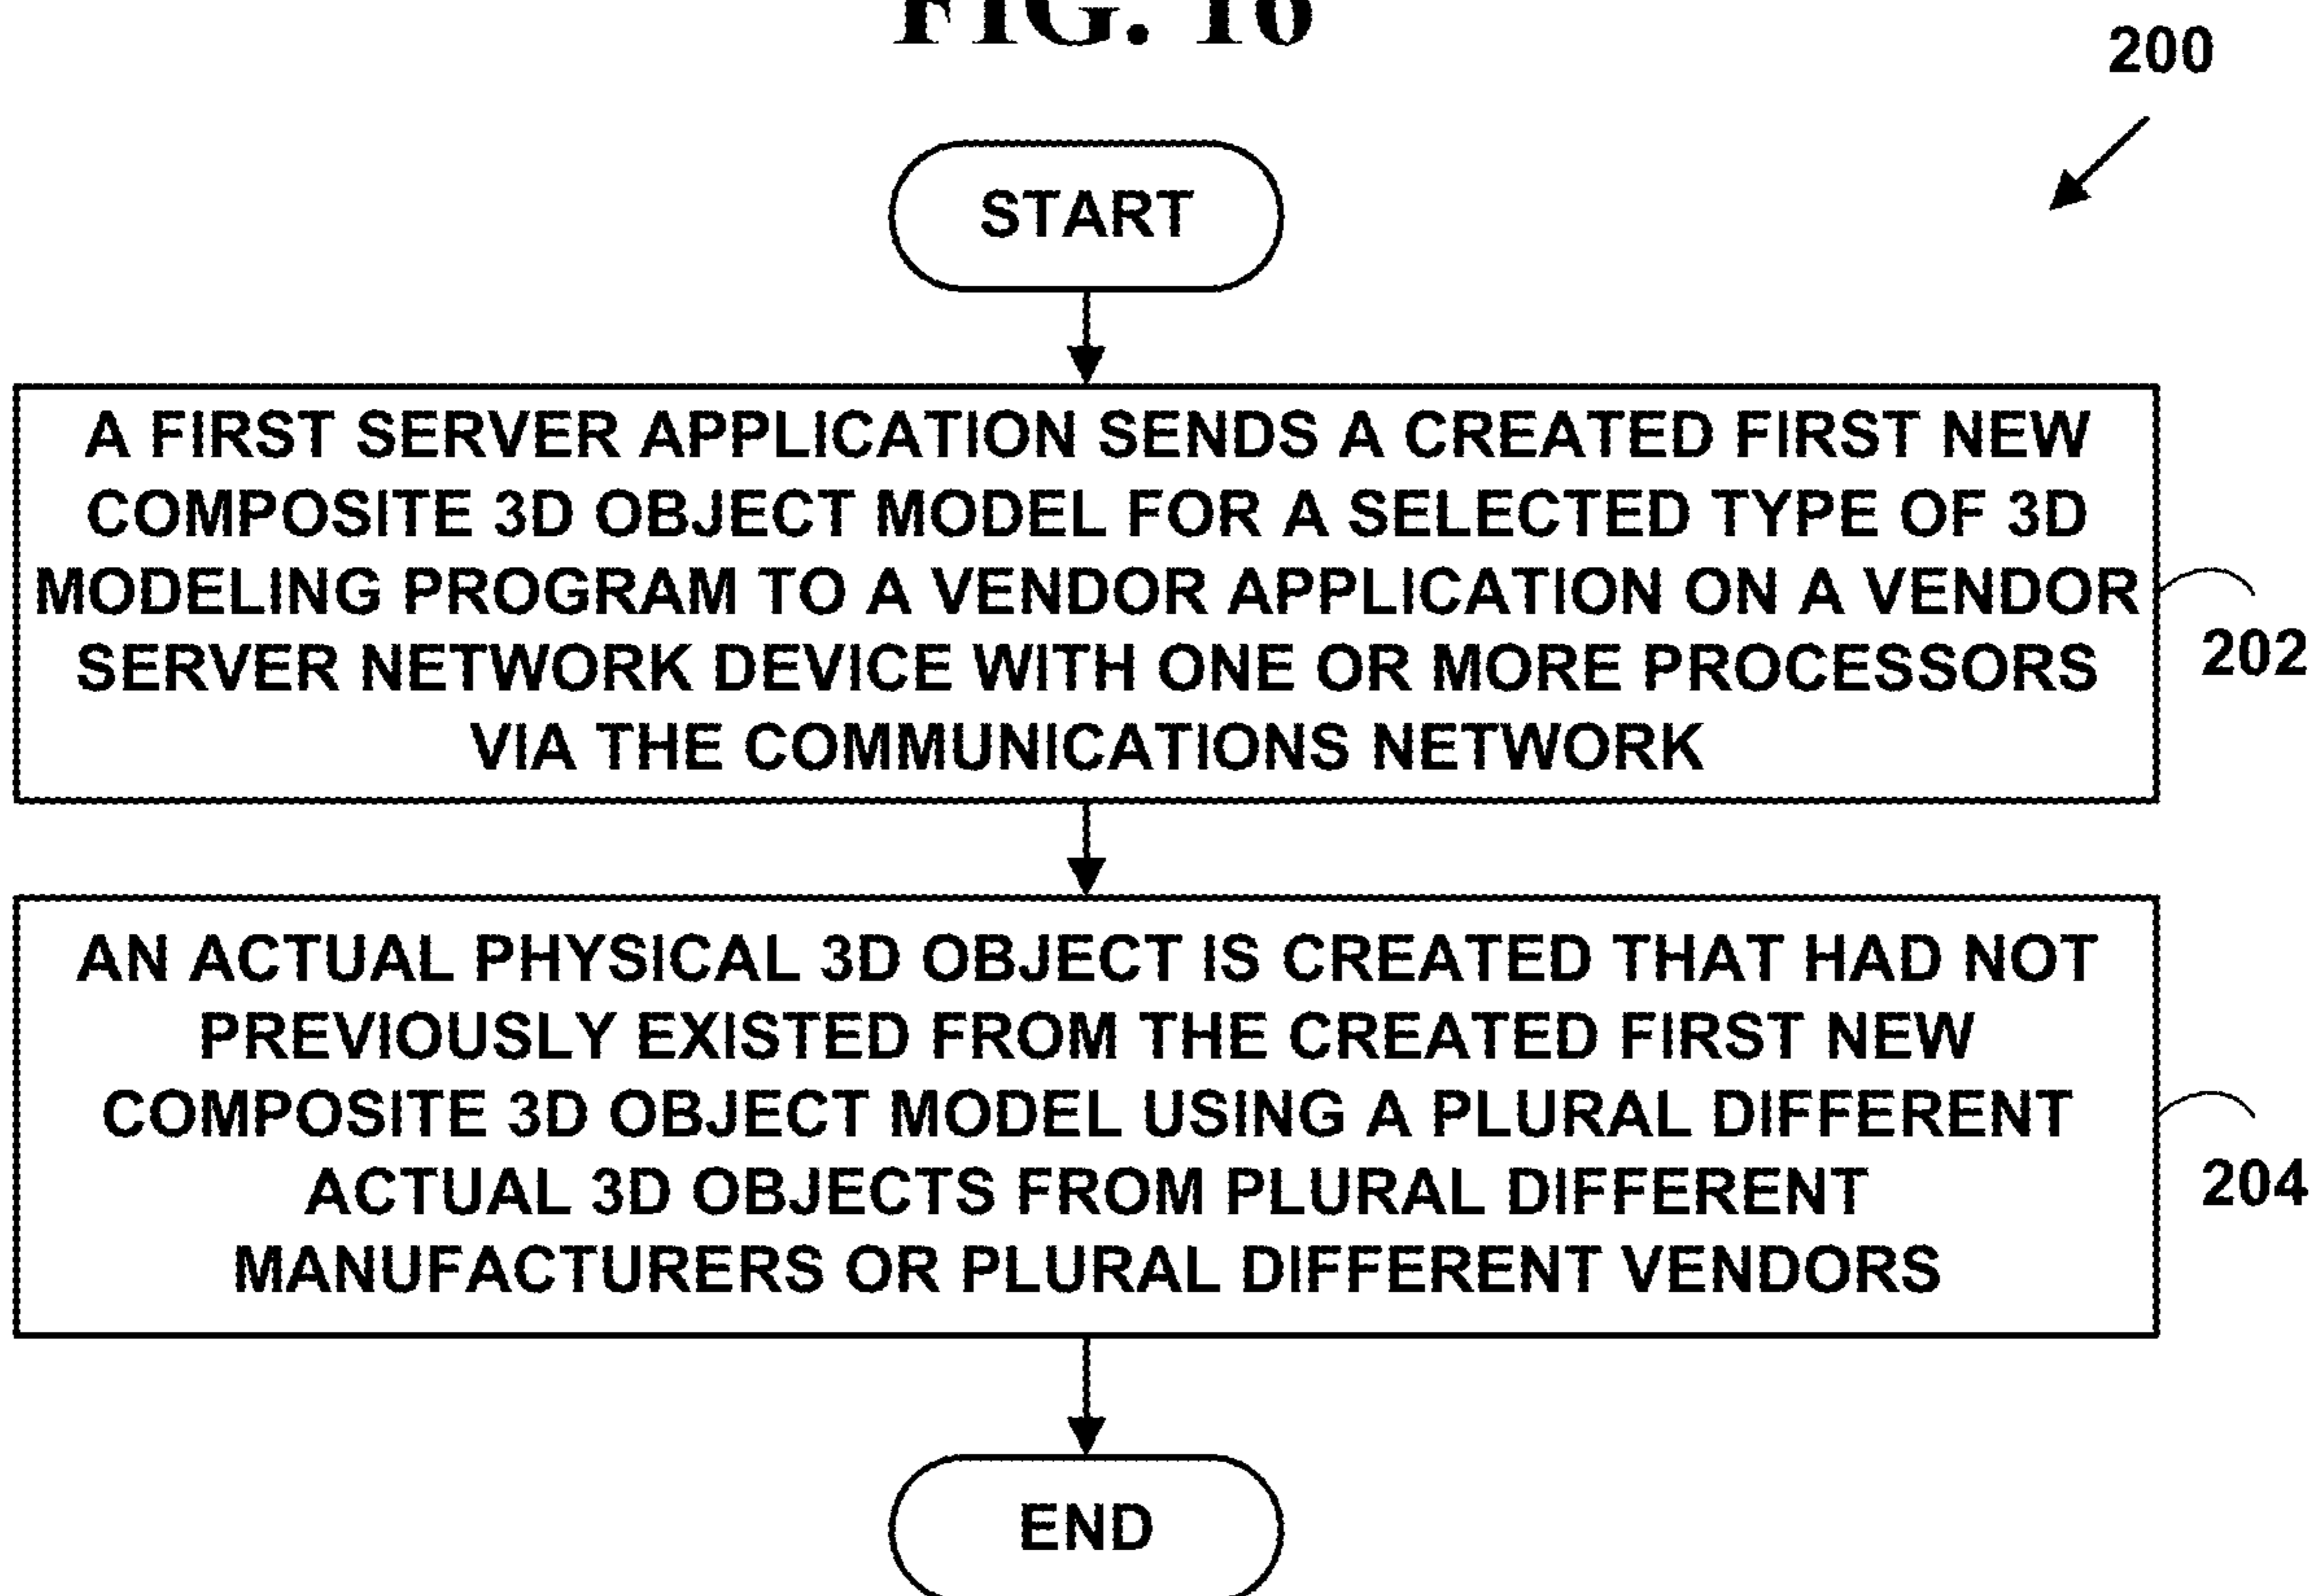 FIG. 16
200
START
A FIRST SERVER APPLICATION SENDS A CREATED FIRST NEW
COMPOSITE 3D OBJECT MODEL FOR A SELECTED TYPE OF 3D
MODELING PROGRAM TO A VENDOR APPLICATION ON A VENDOR
SERVER NETWORK DEVICE WITH ONE OR MORE PROCESSORS
VIA THE COMMUNICATIONS NETWORK
202
AN ACTUAL PHYSICAL 3D OBJECT IS CREATED THAT HAD NOT
PREVIOUSLY EXISTED FROM THE CREATED FIRST NEW
COMPOSITE 3D OBJECT MODEL USING A PLURAL DIFFERENT
ACTUAL 3D OBJECTS FROM PLURAL DIFFERENT
MANUFACTURERS OR PLURAL DIFFERENT VENDORS
204
END